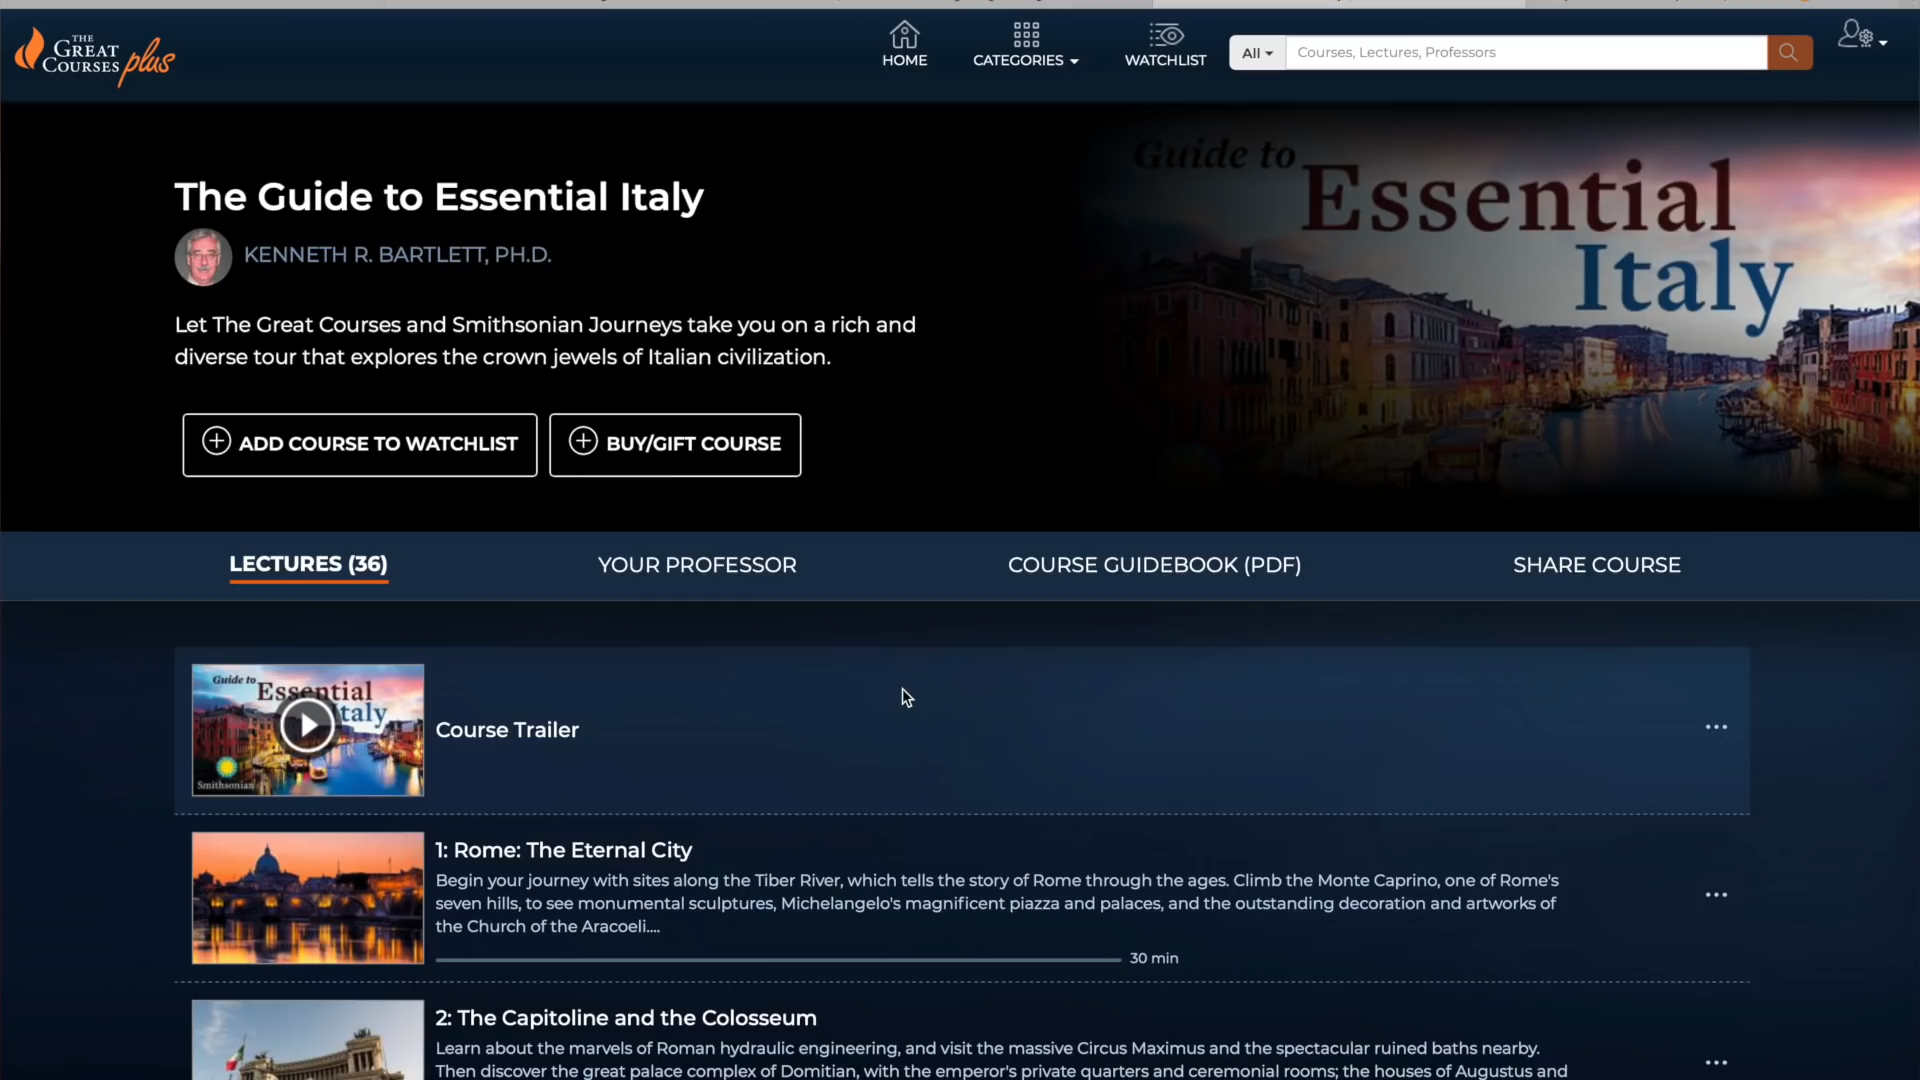 THE
GREAT
COURSES plus
HOME
CATEGORIES
WATCHLIST
All
Courses, Lectures, Professors
The Guide to Essential Italy
KENNETH R. BARTLETT, PH.D.
Let The Great Courses and Smithsonian Journeys take you on a rich and
diverse tour that explores the crown jewels of Italian civilization.
ADD COURSE TO WATCHLIST
BUY/GIFT COURSE
Guide to
Essential
Italy
LECTURES (36)
YOUR PROFESSOR
COURSE GUIDEBOOK (PDF)
SHARE COURSE
Guide to
Essential
Italy
Smithsonian
Course Trailer
1: Rome: The Eternal City
Begin your journey with sites along the Tiber River, which tells the story of Rome through the ages. Climb the Monte Caprino, one of Rome's
seven hills, to see monumental sculptures, Michelangelo's magnificent piazza and palaces, and the outstanding decoration and artworks of
the Church of the Aracoeli....
30 min
2: The Capitoline and the Colosseum
Learn about the marvels of Roman hydraulic engineering, and visit the massive Circus Maximus and the spectacular ruined baths nearby.
Then discover the great palace complex of Domitian, with the emperor's private quarters and ceremonial rooms; the houses of Augustus and